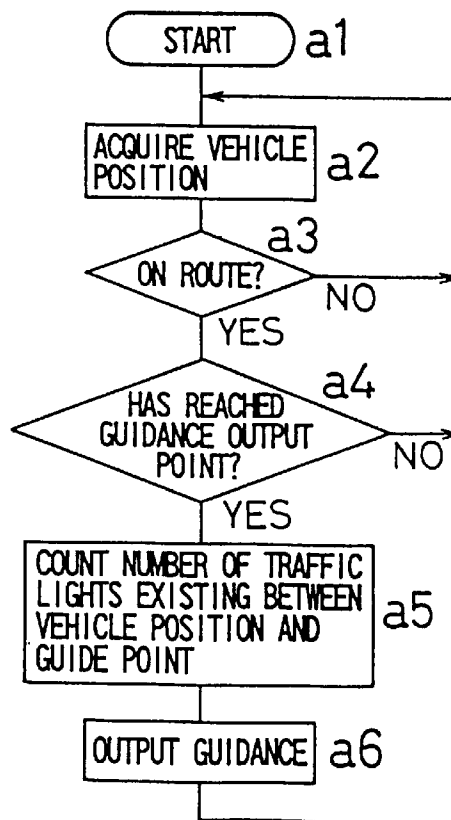 START a1
ACQUIRE VEHICLE
POSITION a2
a3
ON ROUTE?
NO
YES
a4
HAS REACHED
GUIDANCE OUTPUT
POINT?
NO
YES
COUNT NUMBER OF TRAFFIC
LIGHTS EXISTING BETWEEN
VEHICLE POSITION AND
GUIDE POINT
a5
OUTPUT GUIDANCE a6